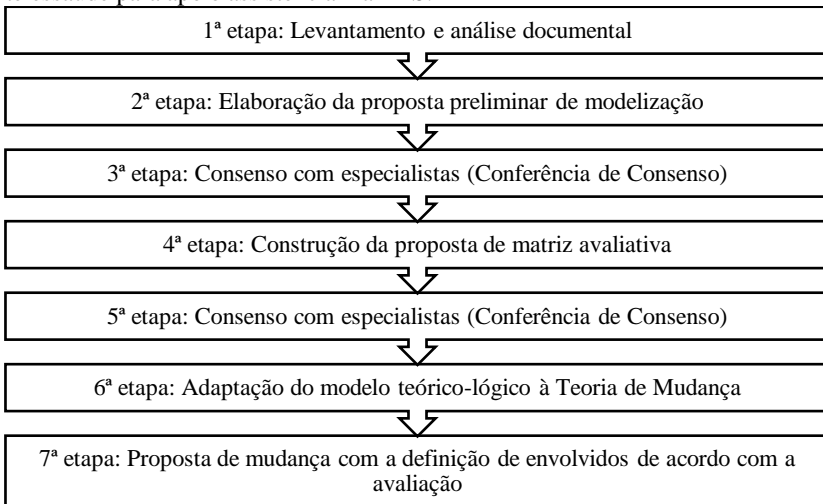 1ª etapa: Levantamento e análise documental
2ª etapa: Elaboração da proposta preliminar de modelização
3ª etapa: Consenso com especialistas (Conferência de Consenso)
4ª etapa: Construção da proposta de matriz avaliativa
5ª etapa: Consenso com especialistas (Conferência de Consenso)
6ª etapa: Adaptação do modelo teórico-lógico à Teoria de Mudança
7ª etapa: Proposta de mudança com a definição de envolvidos de acordo com a
avaliação